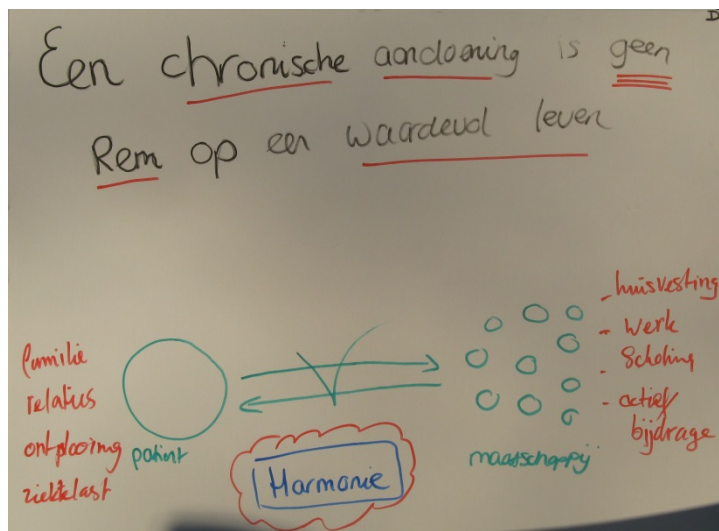 Een chronische aandoening is geen
Rem op een waardevol leven
familie
relaties
ontplooiing
ziektelast
patient
Harmonie
maatschappij
- huisvesting
- werk
- Scholing
- actief
bijdrage